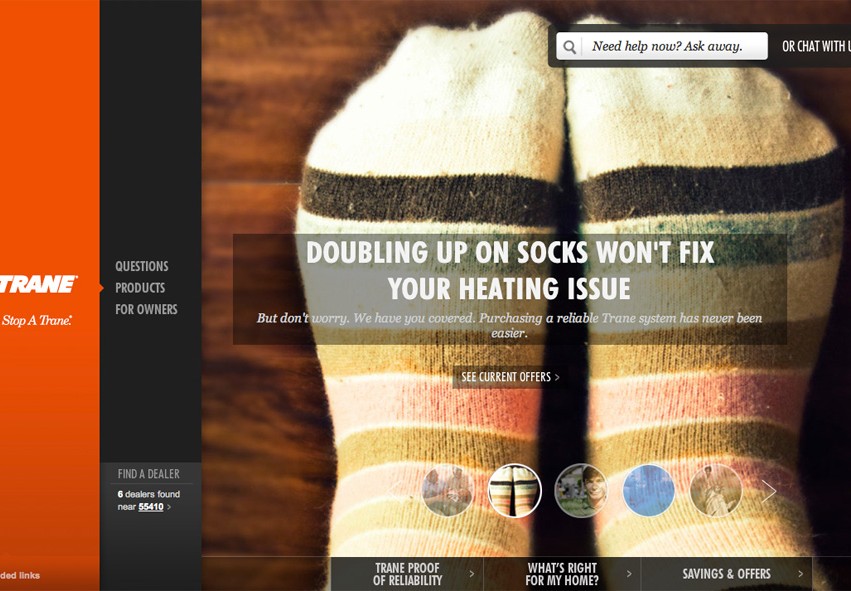 Need help now? Ask away.
OR CHAT WITH
QUESTIONS
PRODUCTS
FOR OWNERS
TRANE
Stop A Trane.
DOUBLING UP ON SOCKS WON'T FIX
YOUR HEATING ISSUE
But don't worry. We have you covered. Purchasing a reliable Trane system has never been
easier.
SEE CURRENT OFFERS >
FIND A DEALER
6 dealers found
near 55410 >
ded links
TRANE PROOF
OF RELIABILITY >
WHAT'S RIGHT
FOR MY HOME? >
SAVINGS & OFFERS >